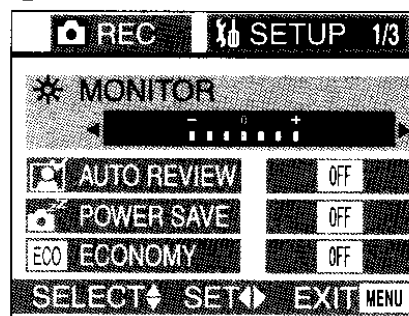 REC SETUP 1/3
MONITOR
- 0 +
AUTO REVIEW OFF
POWER SAVE OFF
ECO ECONOMY OFF
SELECT SET EXIT MENU